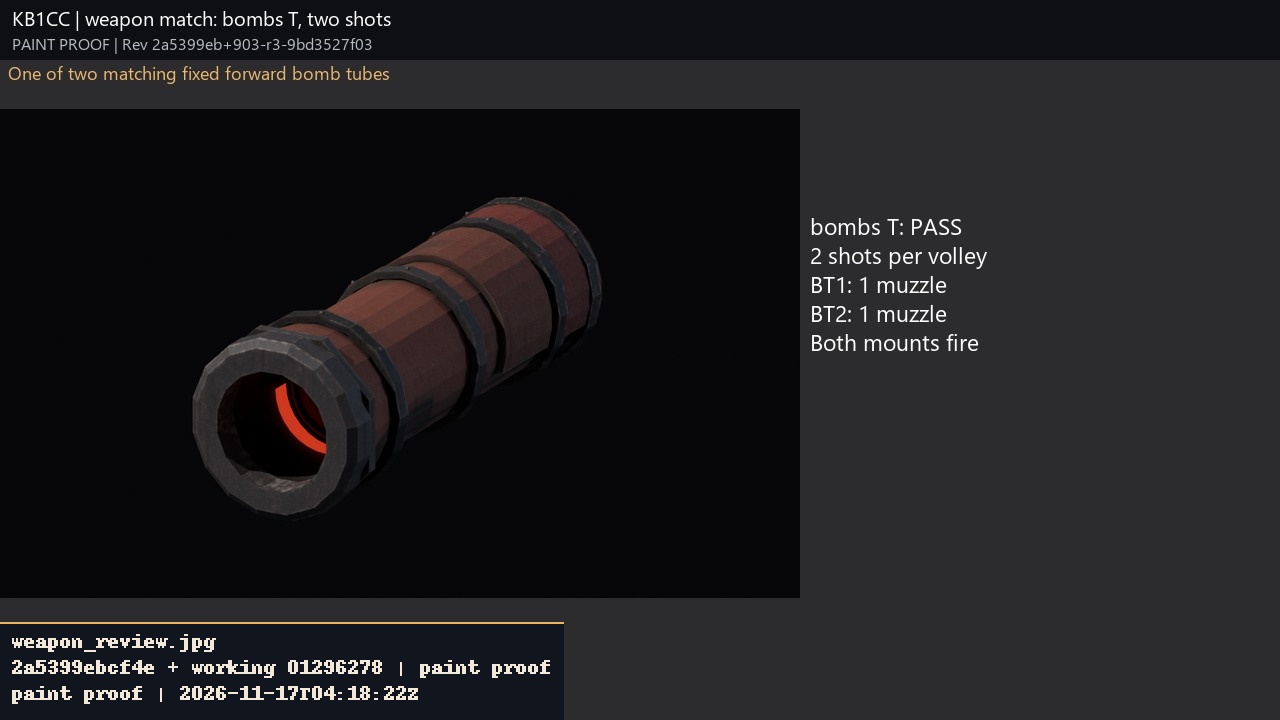 KB1CC | weapon match: bombs T, two shots
PAINT PROOF | Rev 2a5399eb+903-r3-9bd3527f03
One of two matching fixed forward bomb tubes
bombs T: PASS
2 shots per volley
BT1: 1 muzzle
BT2: 1 muzzle
Both mounts fire
weapon_review.jpg
2a5399ebcf4e + working 01296278 | paint proof
paint proof | 2026-11-17T04:18:22Z